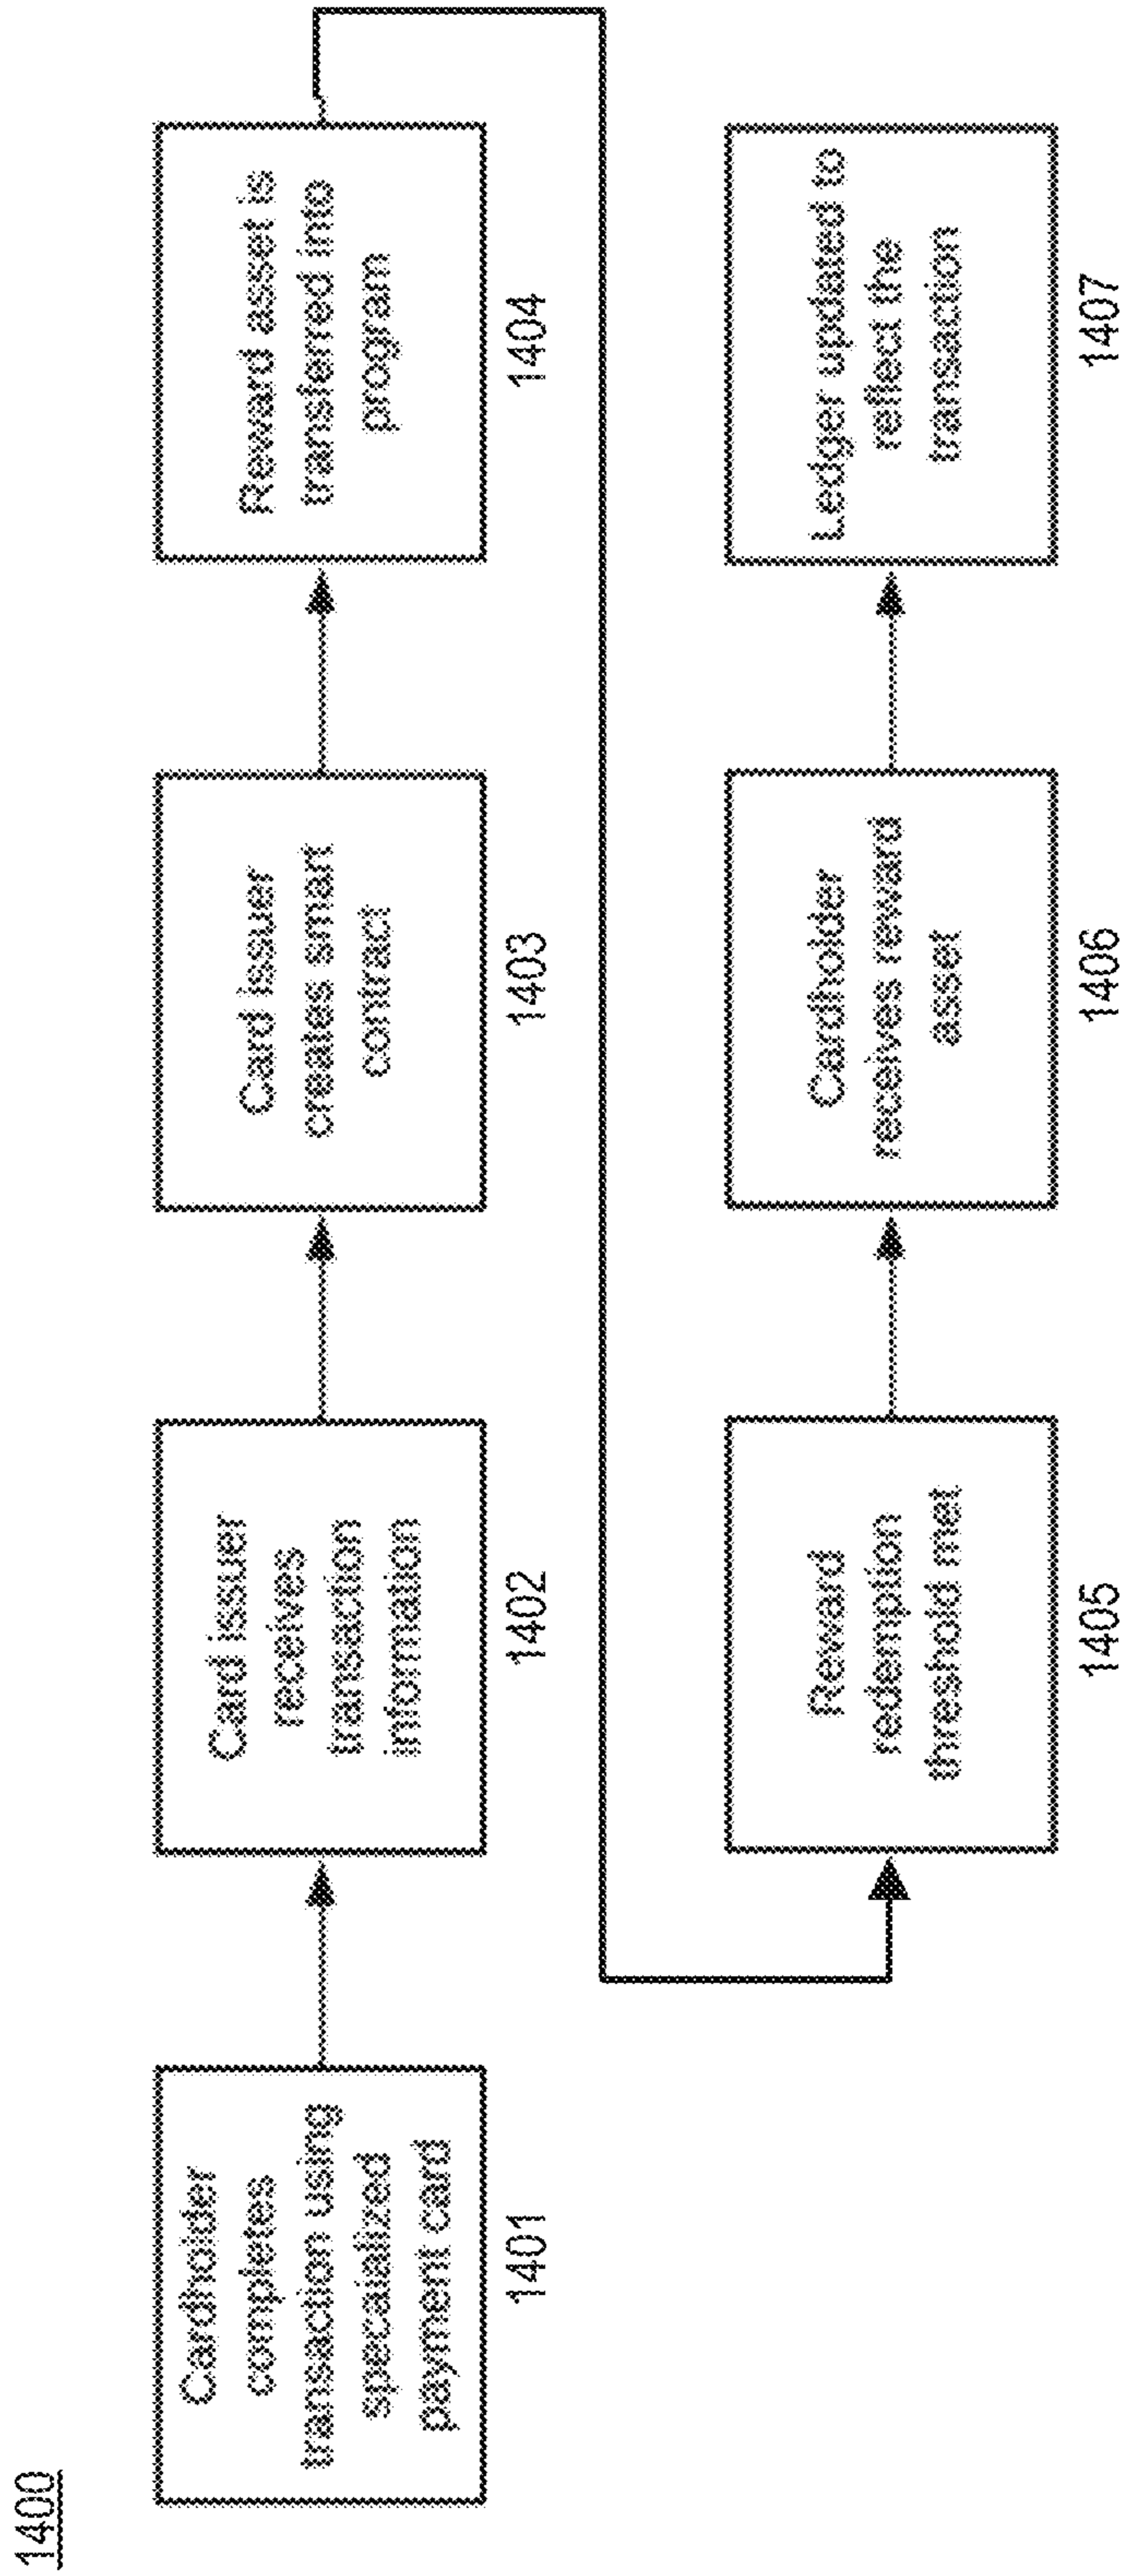 1400
Cardholder
completes
transaction using
specaialized
payment card
1401
Card issuer
receives
transaction
information
1402
Card issuer
creates smart
contract
1403
Reward asset is
transferred into
program
1404
Reward
redemption
threshold met
1405
Cardholder
receives reward
asset
1406
Ledger updated to
reflect the
transaction
1407